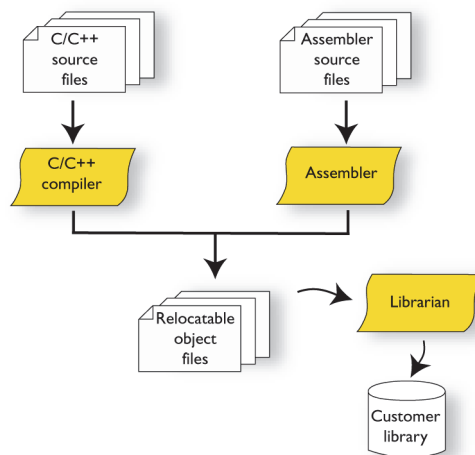 C/C++
source
files
Assembler
source
files
C/C++
compiler
Assembler
Relocatable
object
files
Librarian
Customer
library